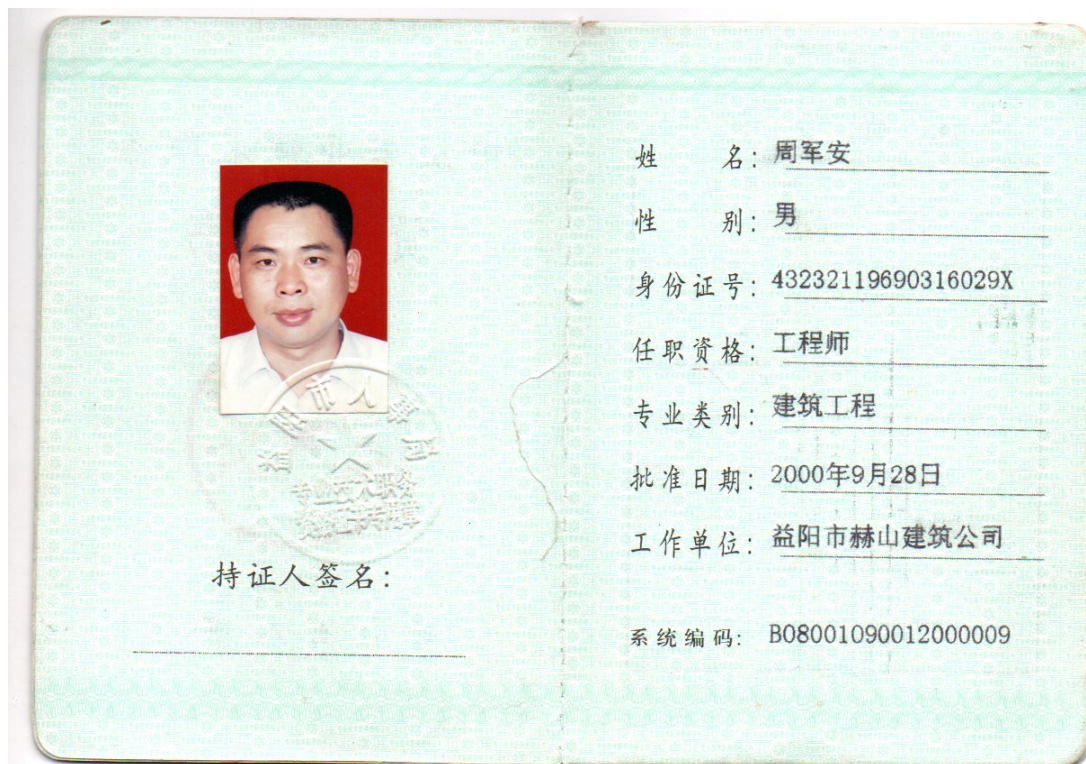 持证人签名:
姓 名: 周军安
性 别: 男
身份证号: 43232119690316029X
任职资格: 工程师
专业类别: 建筑工程
批准日期: 2000年9月28日
工作单位: 益阳市赫山建筑公司
系统编码: B08001090012000009